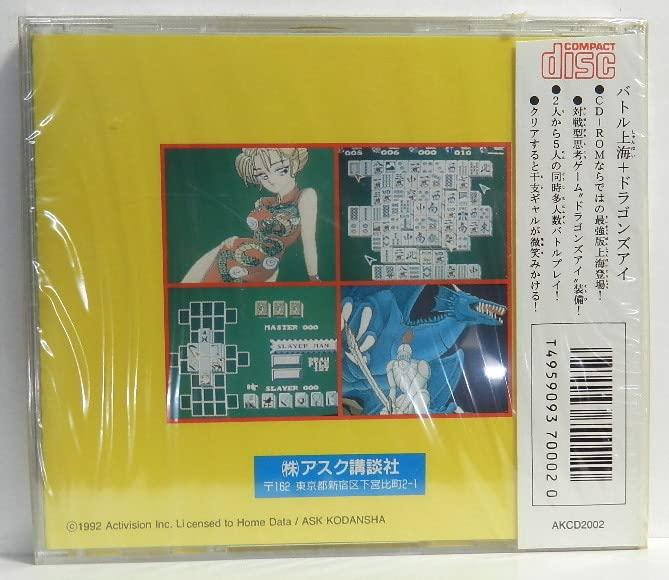 COMPACT
disc
バトル上海+ドラゴンズアイ
●CD-ROMならではの最強版上海登場!
●対戦型思考ゲーム"ドラゴンズアイ"装備!
●2人から5人の同時多人数バトルプレイ!
●クリアすると干支ギャルが微笑みかける!
005 006 000
MASTER 000
SLAYER MAN
SLAYER 000
㈱アスク講談社
〒162 東京都新宿区下宮比町2-1
©1992 Activision Inc. Licensed to Home Data / ASK KODANSHA
T4959093 70002 0
AKCD2002